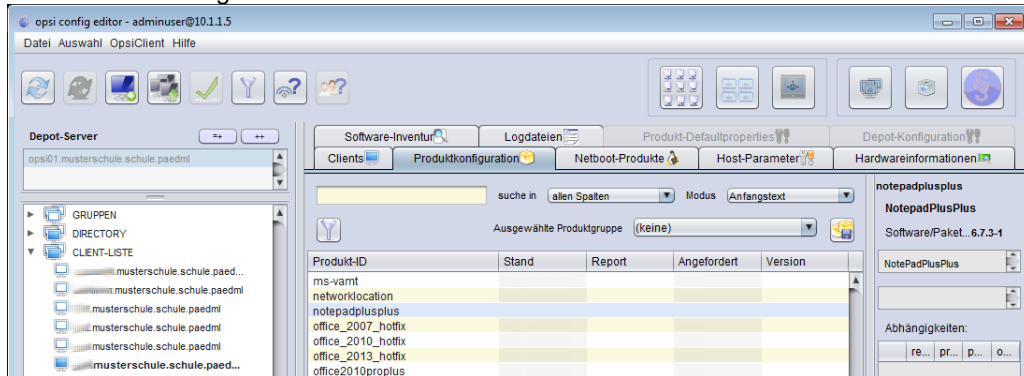 opsi config editor - adminuser@10.1.1.5
Datei Auswahl OpsiClient Hilfe
Depot-Server
=+ ++
opsi01.musterschule.schule.paedml
GRUPPEN
DIRECTORY
CLIENT-LISTE
.musterschule.schule.paed...
.musterschule.schule.paedml
.musterschule.schule.paedml
.musterschule.schule.paedml
.musterschule.schule.paedml
musterschule.schule.paed...
Software-Inventur Logdateien Produkt-Defaultproperties Depot-Konfiguration
Clients Produktkonfiguration Netboot-Produkte Host-Parameter Hardwareinformationen
suche in allen Spalten Modus Anfangstext
Ausgewählte Produktgruppe (keine)
Produkt-ID Stand Report Angefordert Version
ms-vamt
networklocation
notepadplusplus
office_2007_hotfix
office_2010_hotfix
office_2013_hotfix
office2010proplus
notepadplusplus
NotepadPlusPlus
Software/Paket...6.7.3-1
NotePadPlusPlus
Abhängigkeiten:
re... pr... p... o...